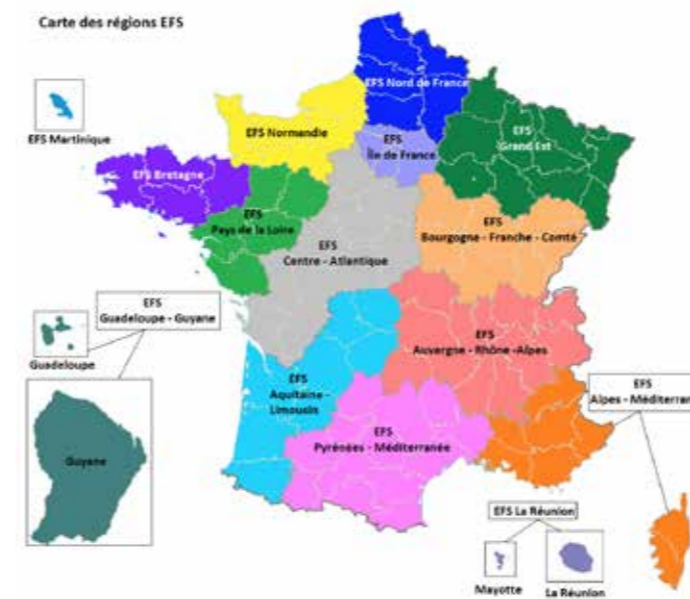 Carte des régions EFS
EFS Nord de France
EFS Martinique
EFS Normandie
EFS
Île de France
EFS
Grand Est
EFS Bretagne
EFS
Pays de la Loire
EFS
Centre - Atlantique
EFS
Bourgogne - Franche - Comté
EFS
Guadeloupe - Guyane
Guadeloupe
EFS
Auvergne - Rhône -Alpes
EFS
Aquitaine -
Limousin
EFS
Alpes - Méditerran
EFS
Pyrénées - Méditerranée
Guyane
EFS La Réunion
Mayotte
La Réunion